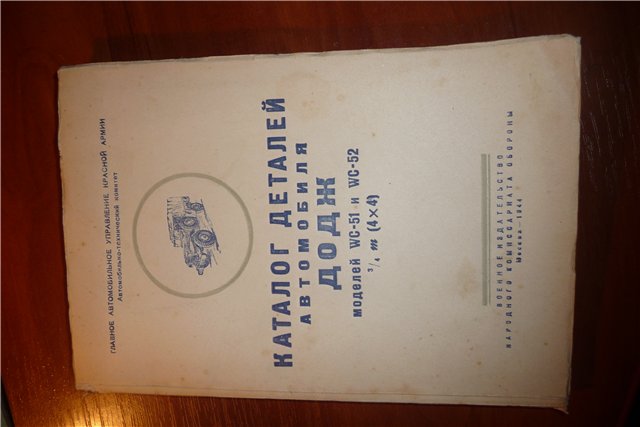 ГЛАВНОЕ АВТОМОБИЛЬНОЕ УПРАВЛЕНИЕ КРАСНОЙ АРМИИ
Автомобильно-технический комитет
КАТАЛОГ ДЕТАЛЕЙ
АВТОМОБИЛЯ
ДОДЖ
моделей WC-51 и WC-52
3/4 т (4×4)
ВОЕННОЕ ИЗДАТЕЛЬСТВО
НАРОДНОГО КОМИССАРИАТА ОБОРОНЫ
Москва — 1944